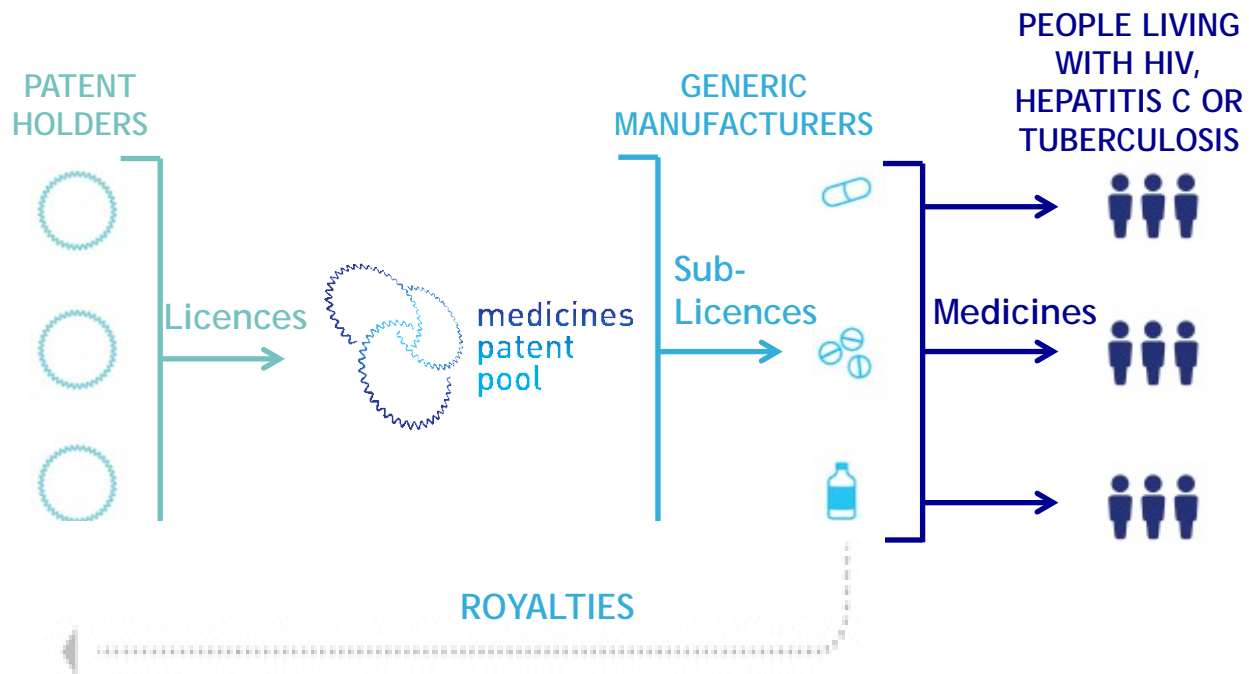 PATENT
HOLDERS
Licences
medicines
patent
pool
GENERIC
MANUFACTURERS
Sub-
Licences
Medicines
PEOPLE LIVING
WITH HIV,
HEPATITIS C OR
TUBERCULOSIS
ROYALTIES